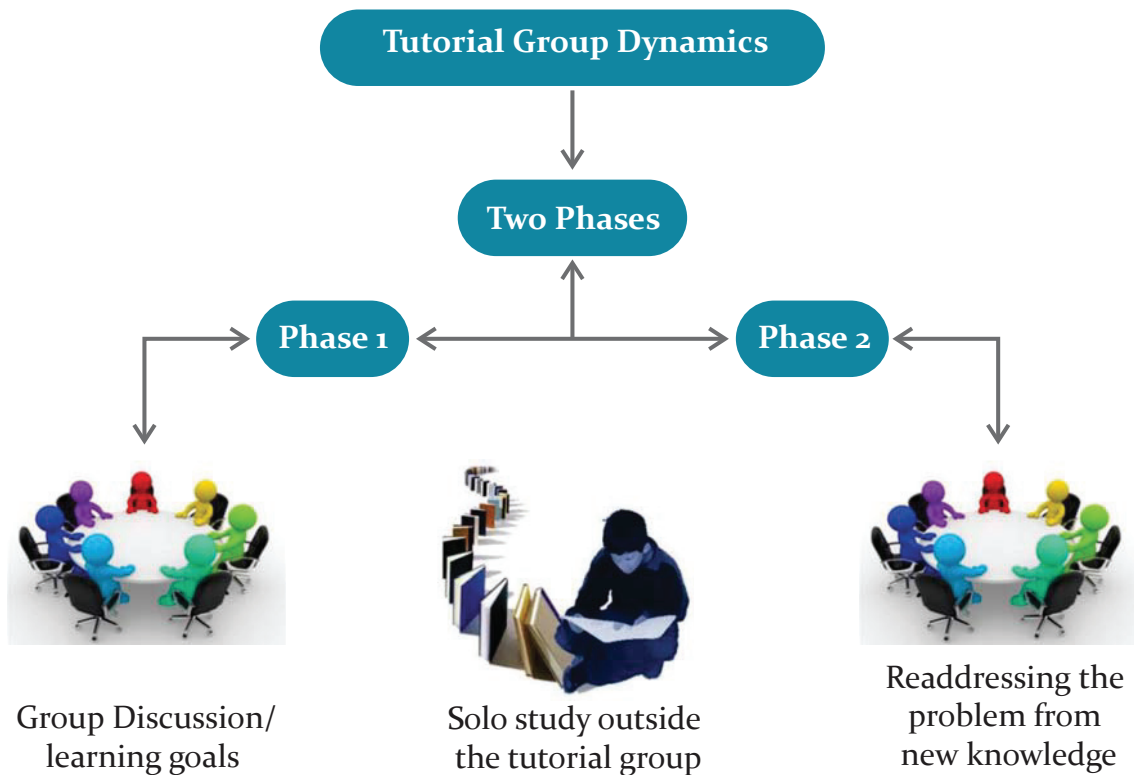 Tutorial Group Dynamics
Two Phases
Phase 1
Phase 2
Group Discussion/
learning goals
Solo study outside
the tutorial group
Readdressing the
problem from
new knowledge